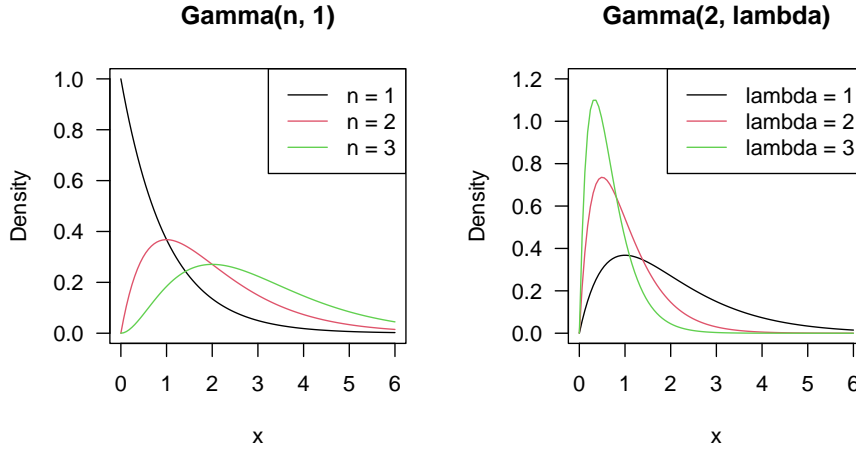 Gamma(n, 1)
Density
1.0
0.8
0.6
0.4
0.2
0.0
n = 1
n = 2
n = 3
0 1 2 3 4 5 6
x
Gamma(2, lambda)
Density
1.2
1.0
0.8
0.6
0.4
0.2
0.0
lambda = 1
lambda = 2
lambda = 3
0 1 2 3 4 5 6
x